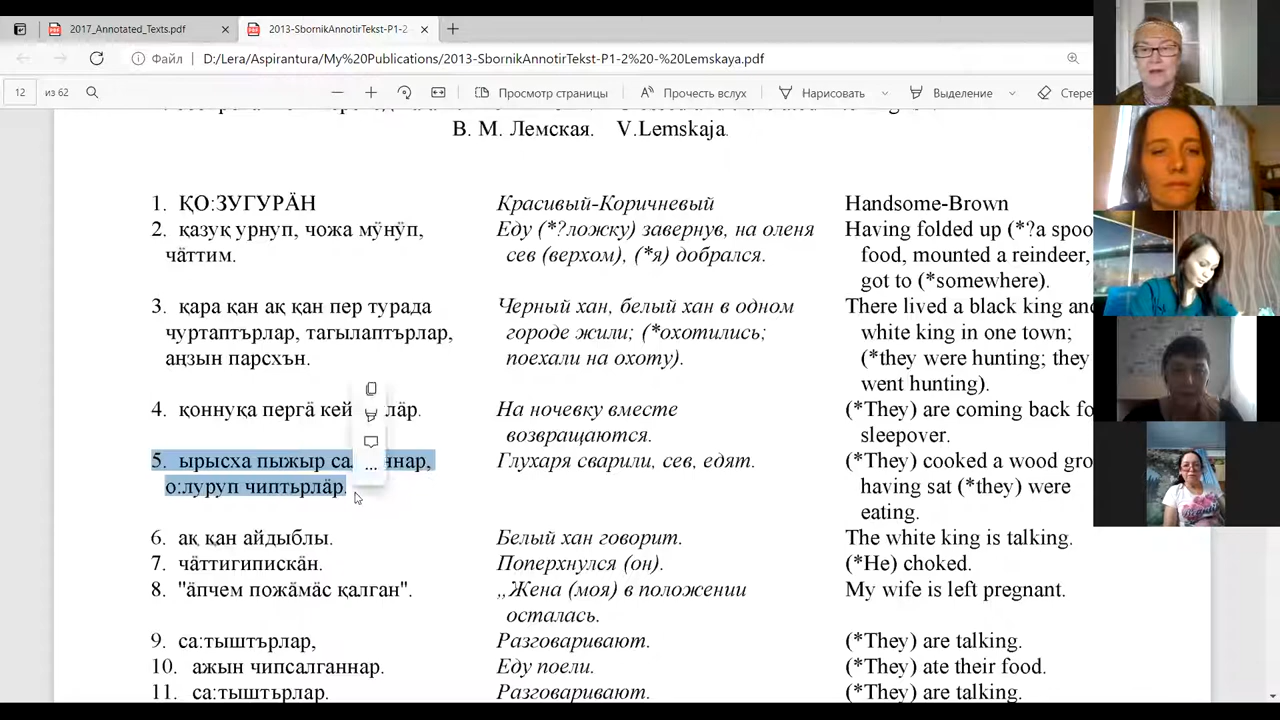 2017_Annotated_Texts.pdf
2013-SbornikAnnotirTekst-P1-2
Файл D:/Lera/Aspirantura/My%20Publications/2013-SbornikAnnotirTekst-P1-2%20-%20Lemskaya.pdf
12 из 62 Просмотр страницы Прочесть вслух Нарисовать Выделение Стерет
В. М. Лемская. V.Lemskaja.
1. ҚО:ЗУГУРӒН Красивый-Коричневый Handsome-Brown
2. қазуқ урнуп, чожа мӱнӱп, Еду (*?ложку) завернув, на оленя Having folded up (*?a spoo
чӓттим. сев (верхом), (*я) добрался. food, mounted a reindeer,
got to (*somewhere).
3. қара қан ақ қан пер турада Черный хан, белый хан в одном There lived a black king and
чуртаптърлар, тагылаптърлар, городе жили; (*охотились; white king in one town;
аңзын парсхън. поехали на охоту). (*they were hunting; they
went hunting).
4. қоннуқа пергӓ кей лӓр. На ночевку вместе (*They) are coming back fo
возвращаются. sleepover.
5. ырысха пыжыр са ннар, Глухаря сварили, сев, едят. (*They) cooked a wood gro
о:луруп чиптьрлӓр. having sat (*they) were
eating.
6. ақ қан айдыблы. Белый хан говорит. The white king is talking.
7. чӓттигипискӓн. Поперхнулся (он). (*He) choked.
8. "ӓпчем пожӓмӓс қалган". „Жена (моя) в положении My wife is left pregnant.
осталась.
9. са:тыштърлар, Разговаривают. (*They) are talking.
10. ажын чипсалганнар. Еду поели. (*They) ate their food.
11. са:тыштърлар. Разговаривают. (*They) are talking.